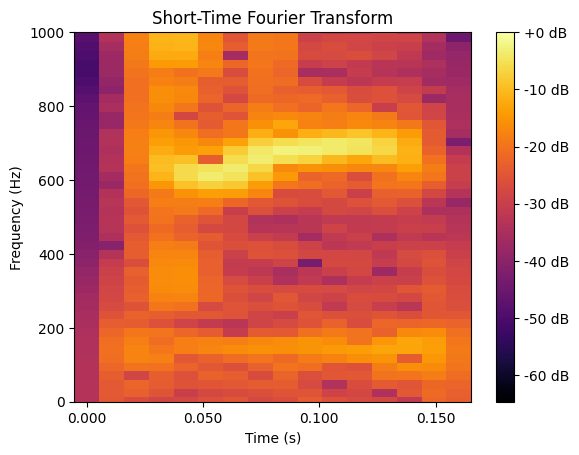 Short-Time Fourier Transform
1000
800
600
400
200
0
Frequency (Hz)
0.000
0.050
0.100
0.150
Time (s)
+0 dB
-10 dB
-20 dB
-30 dB
-40 dB
-50 dB
-60 dB